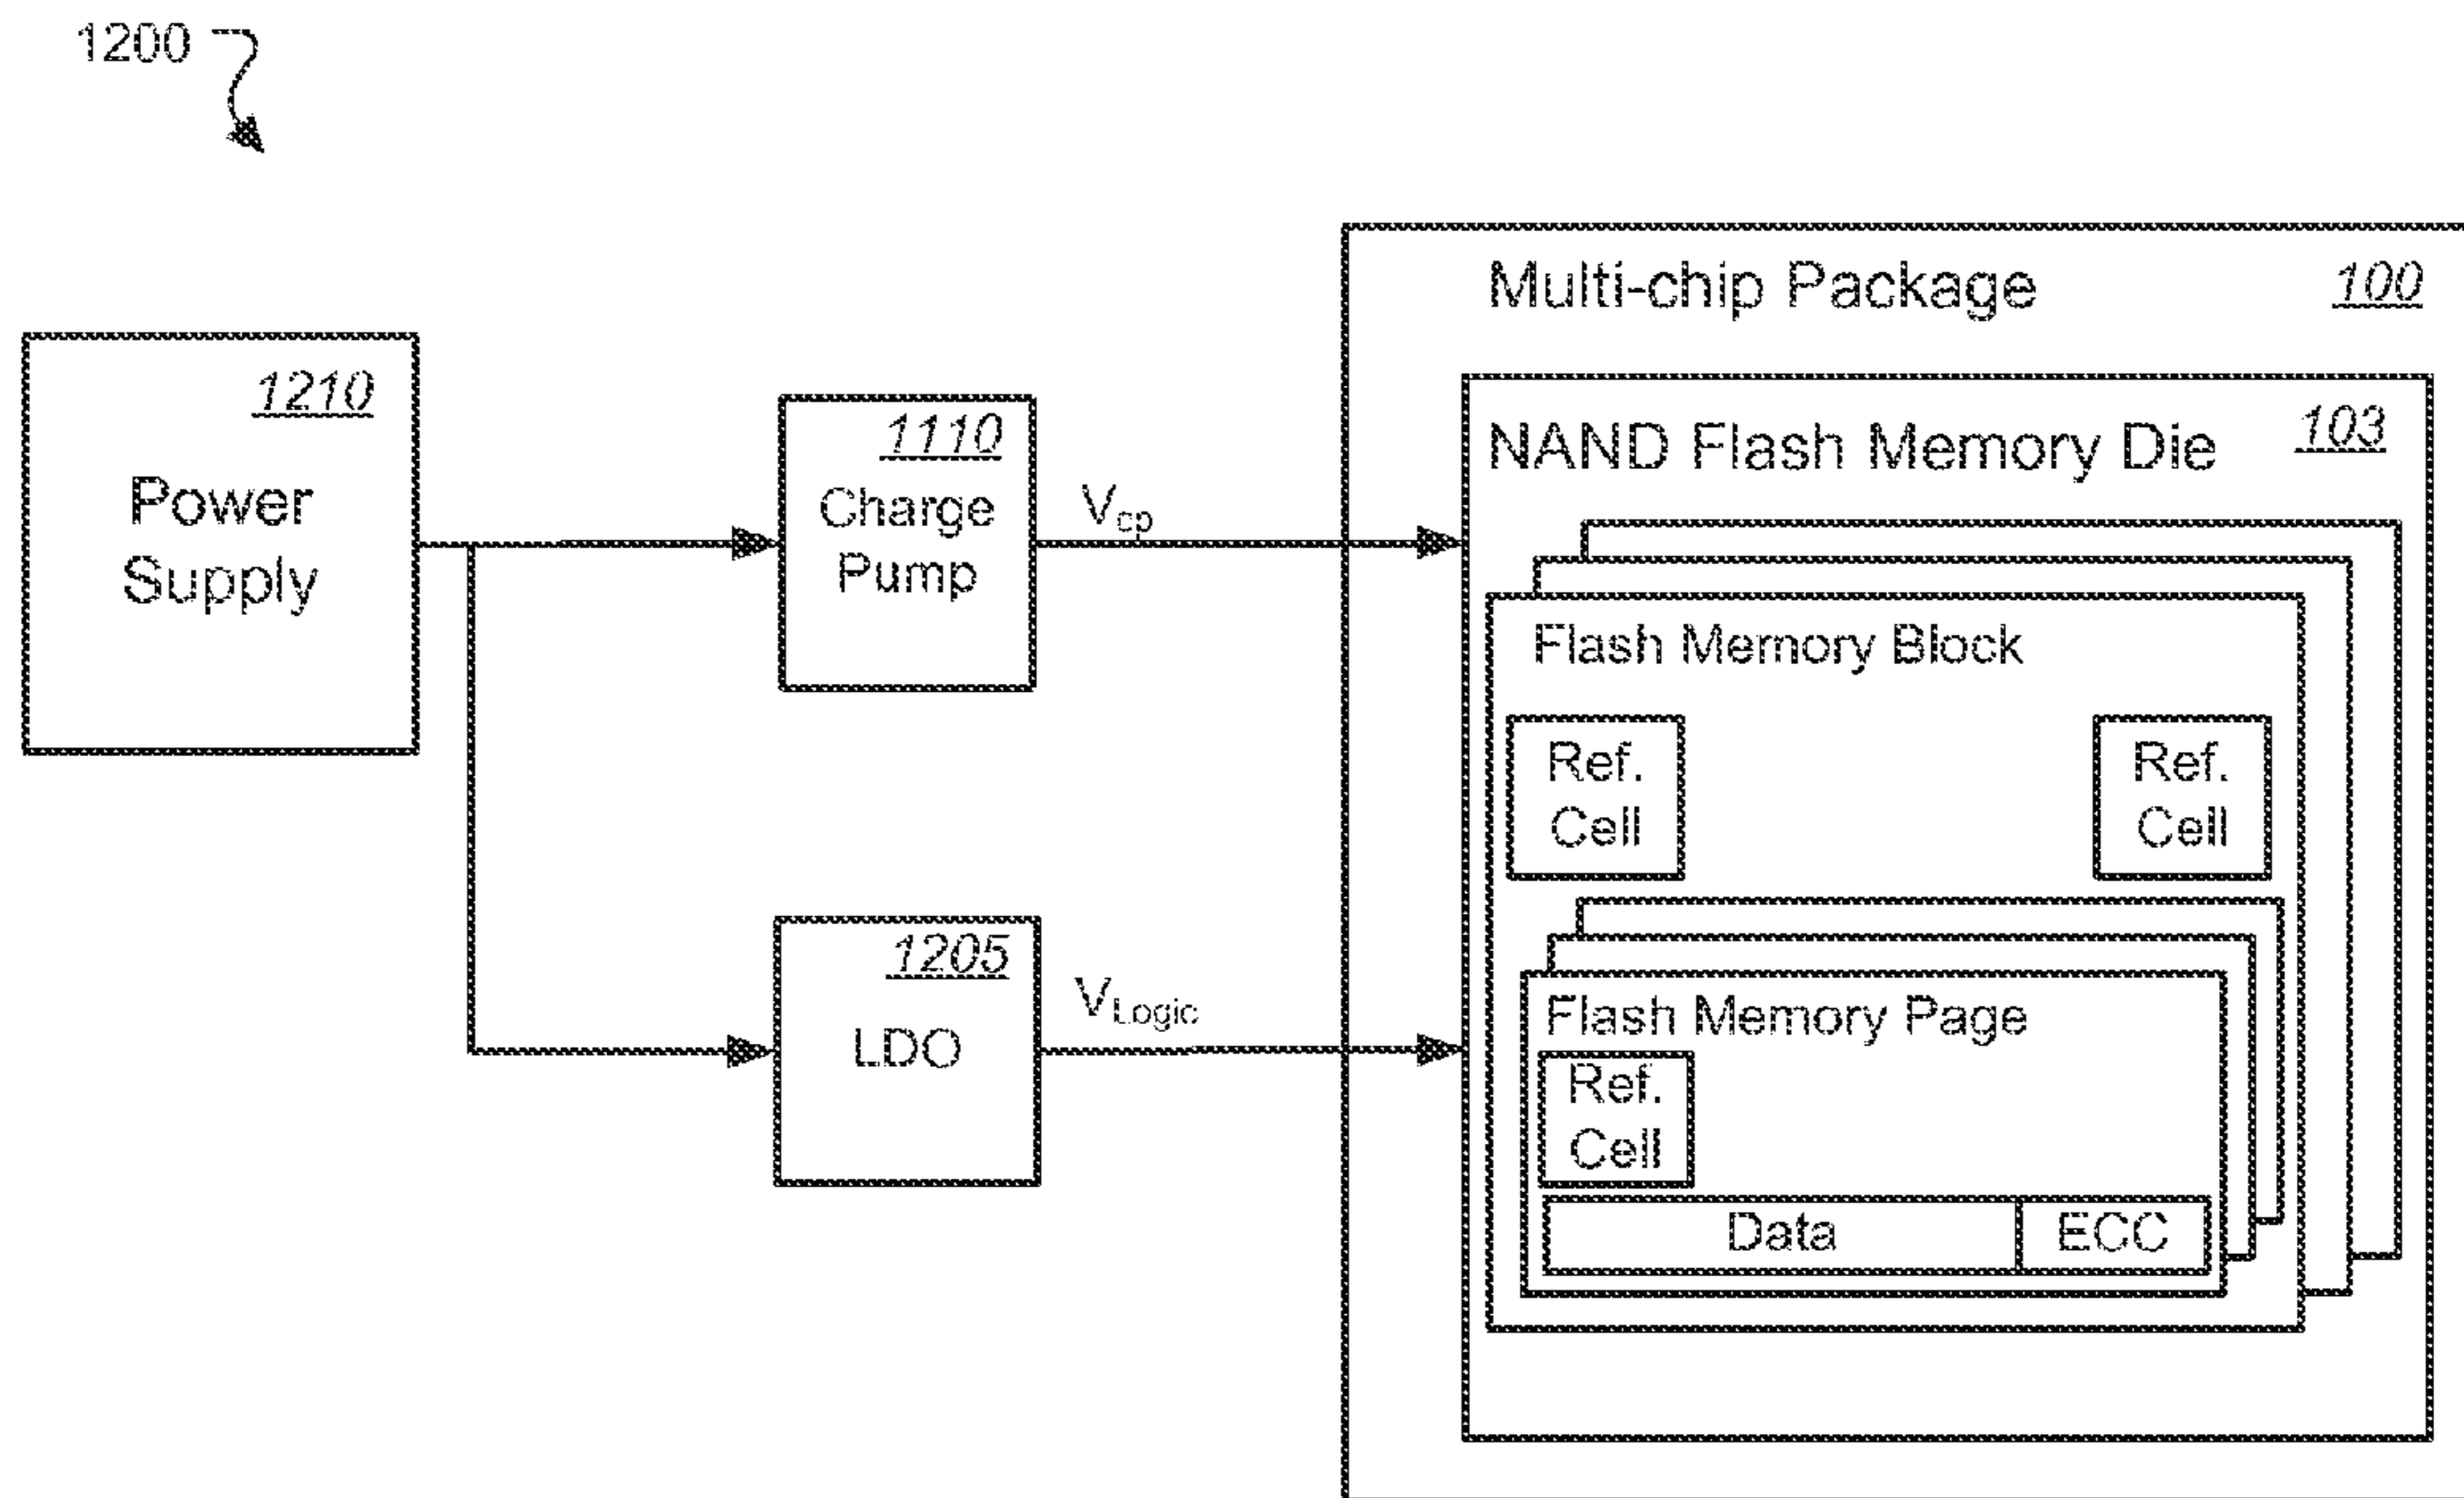 1200
Multi-chip Package 100
1210
Power
Supply
1110
Charge
Pump
Vcp
NAND Flash Memory Die 103
Flash Memory Block
Ref.
Cell
Ref.
Cell
1205
LDO
VLogic
Flash Memory Page
Ref.
Cell
Data ECC